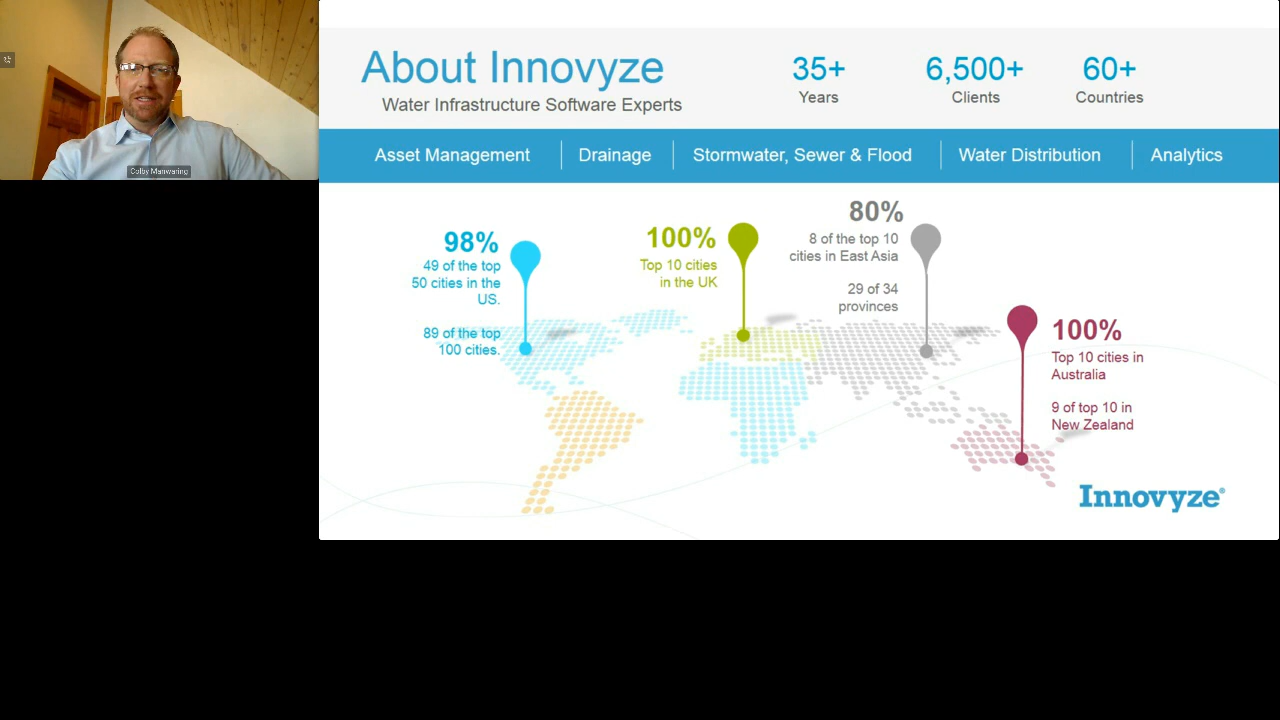 Colby Manwaring
About Innovyze
Water Infrastructure Software Experts
35+
Years
6,500+
Clients
60+
Countries
Asset Management
Drainage
Stormwater, Sewer & Flood
Water Distribution
Analytics
98%
49 of the top
50 cities in the
US.
89 of the top
100 cities.
100%
Top 10 cities
in the UK
80%
8 of the top 10
cities in East Asia
29 of 34
provinces
100%
Top 10 cities in
Australia
9 of top 10 in
New Zealand
Innovyze®